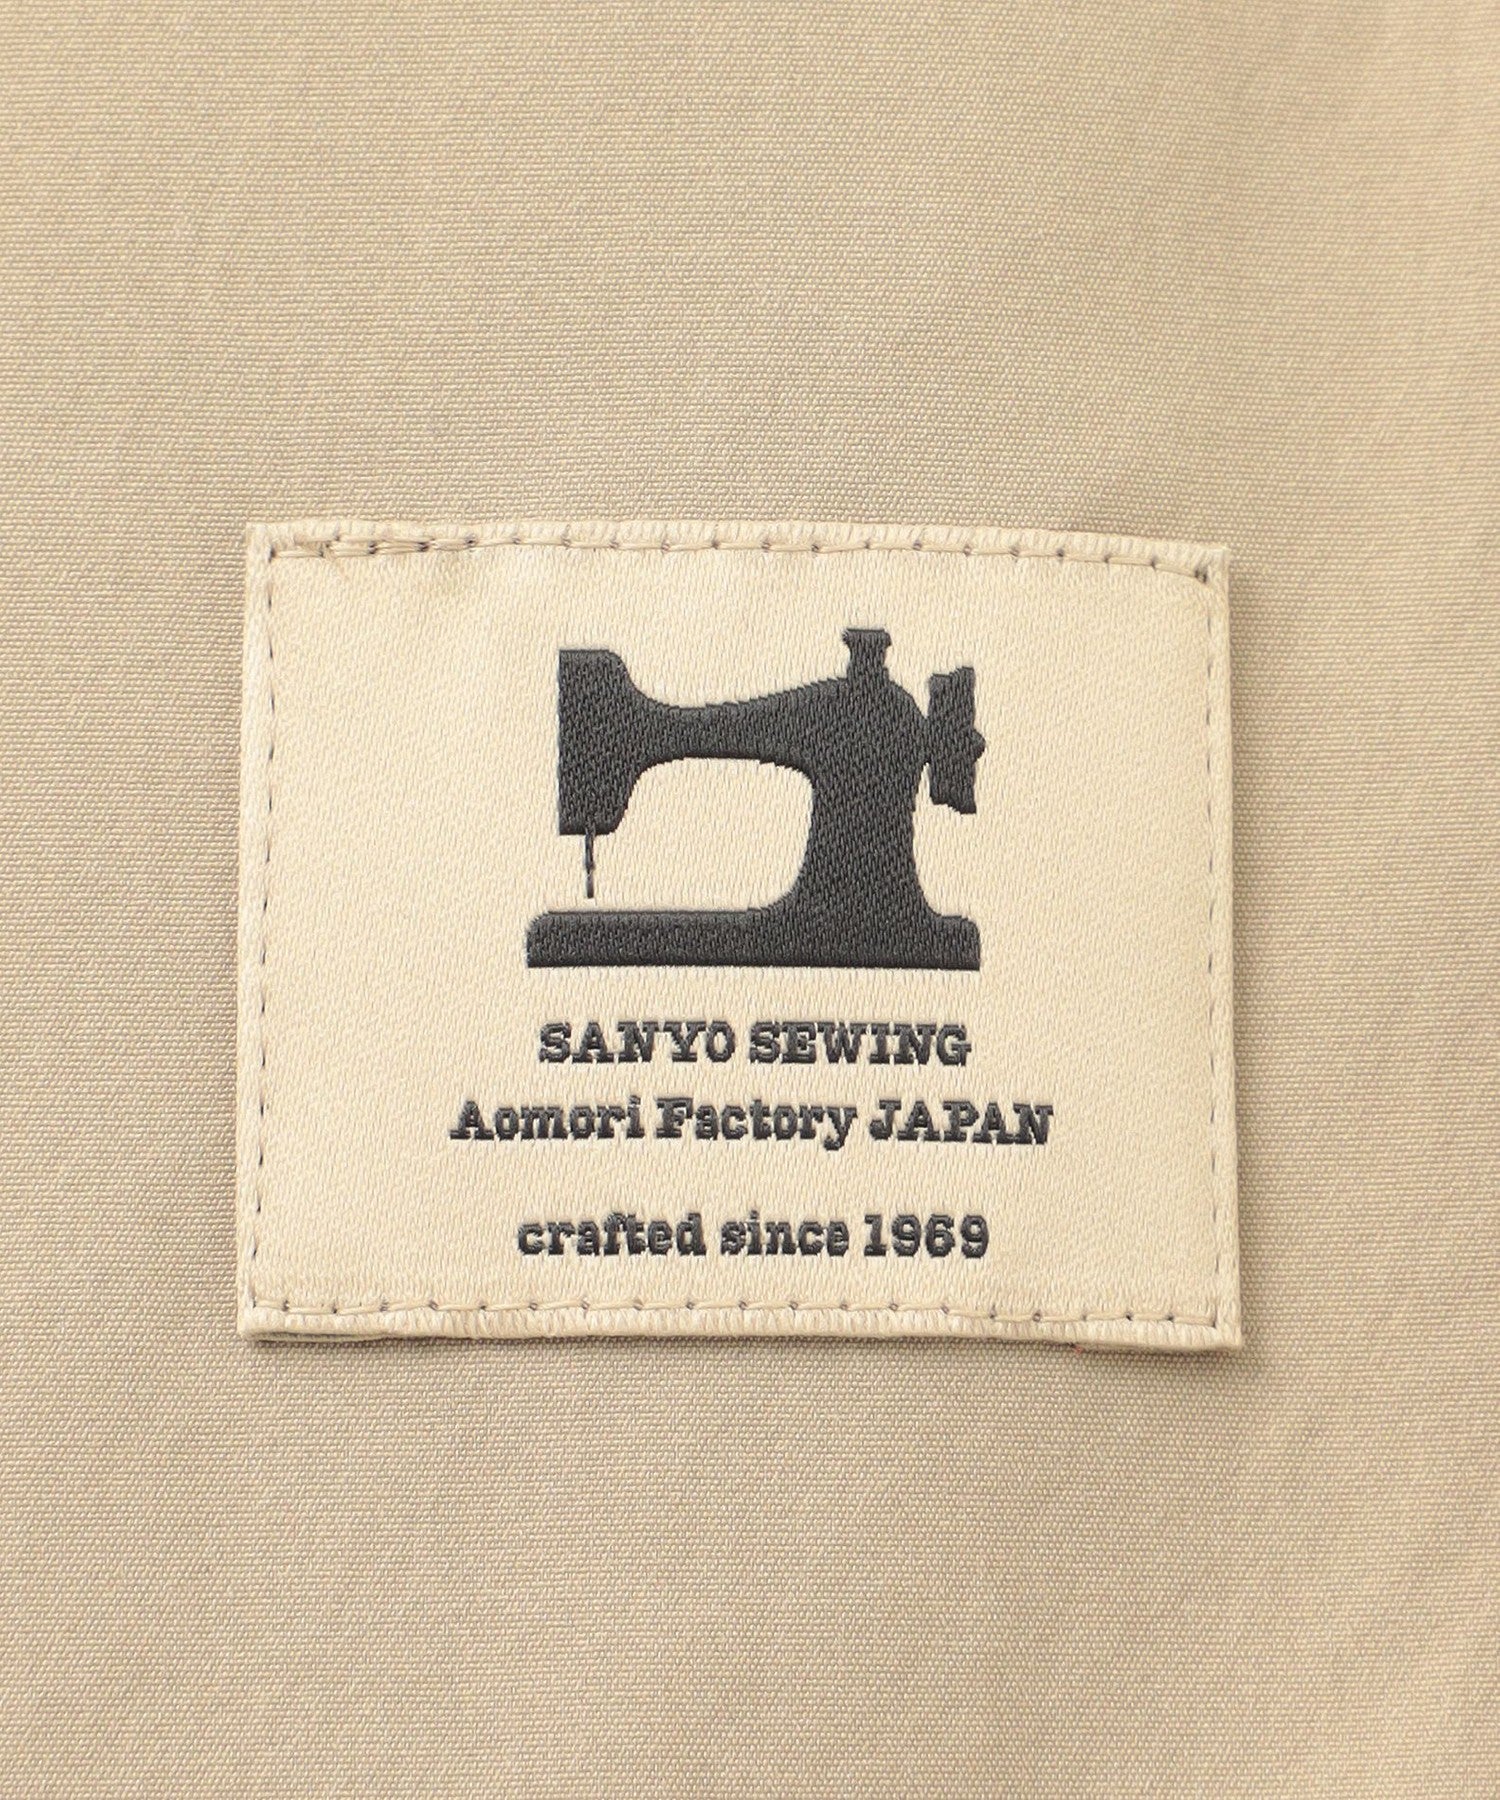 SANYO SEWING
Aomori Factory JAPAN
crafted since 1969